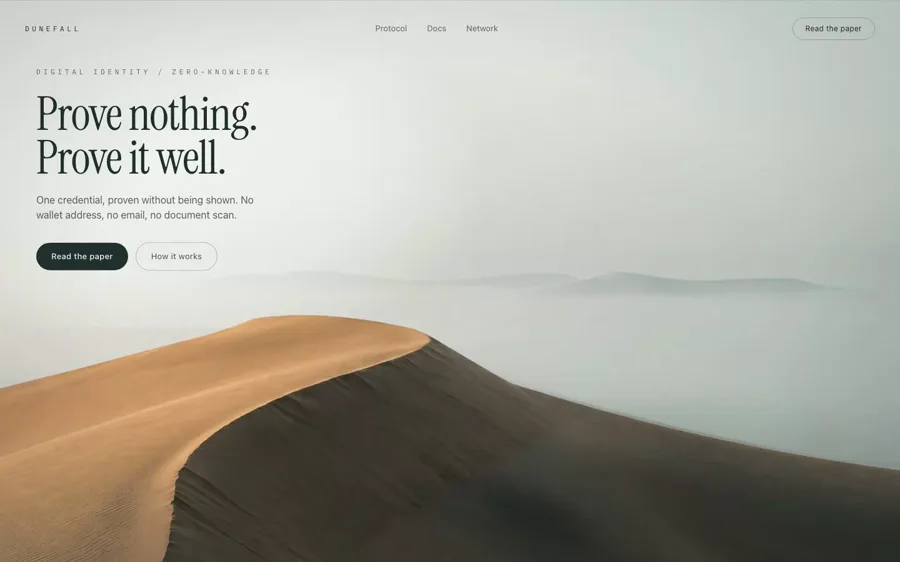 DUNEFALL
Protocol
Docs
Network
Read the paper
DIGITAL IDENTITY / ZERO-KNOWLEDGE
Prove nothing.
Prove it well.
One credential, proven without being shown. No
wallet address, no email, no document scan.
Read the paper
How it works